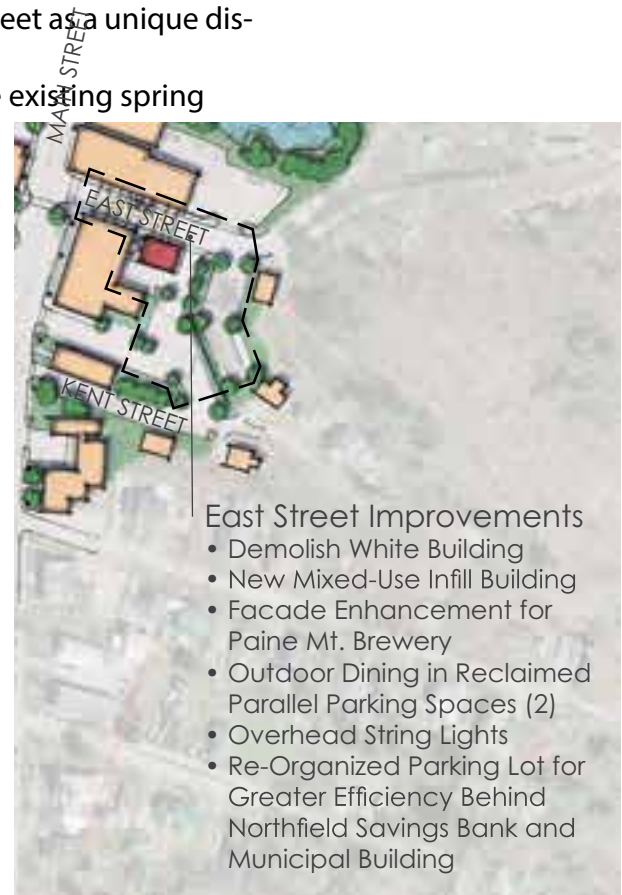 eet as a unique dis-
existing spring
MAIN STREET
EAST STREET
KENT STREET
East Street Improvements
• Demolish White Building
• New Mixed-Use Infill Building
• Facade Enhancement for
Paine Mt. Brewery
• Outdoor Dining in Reclaimed
Parallel Parking Spaces (2)
• Overhead String Lights
• Re-Organized Parking Lot for
Greater Efficiency Behind
Northfield Savings Bank and
Municipal Building